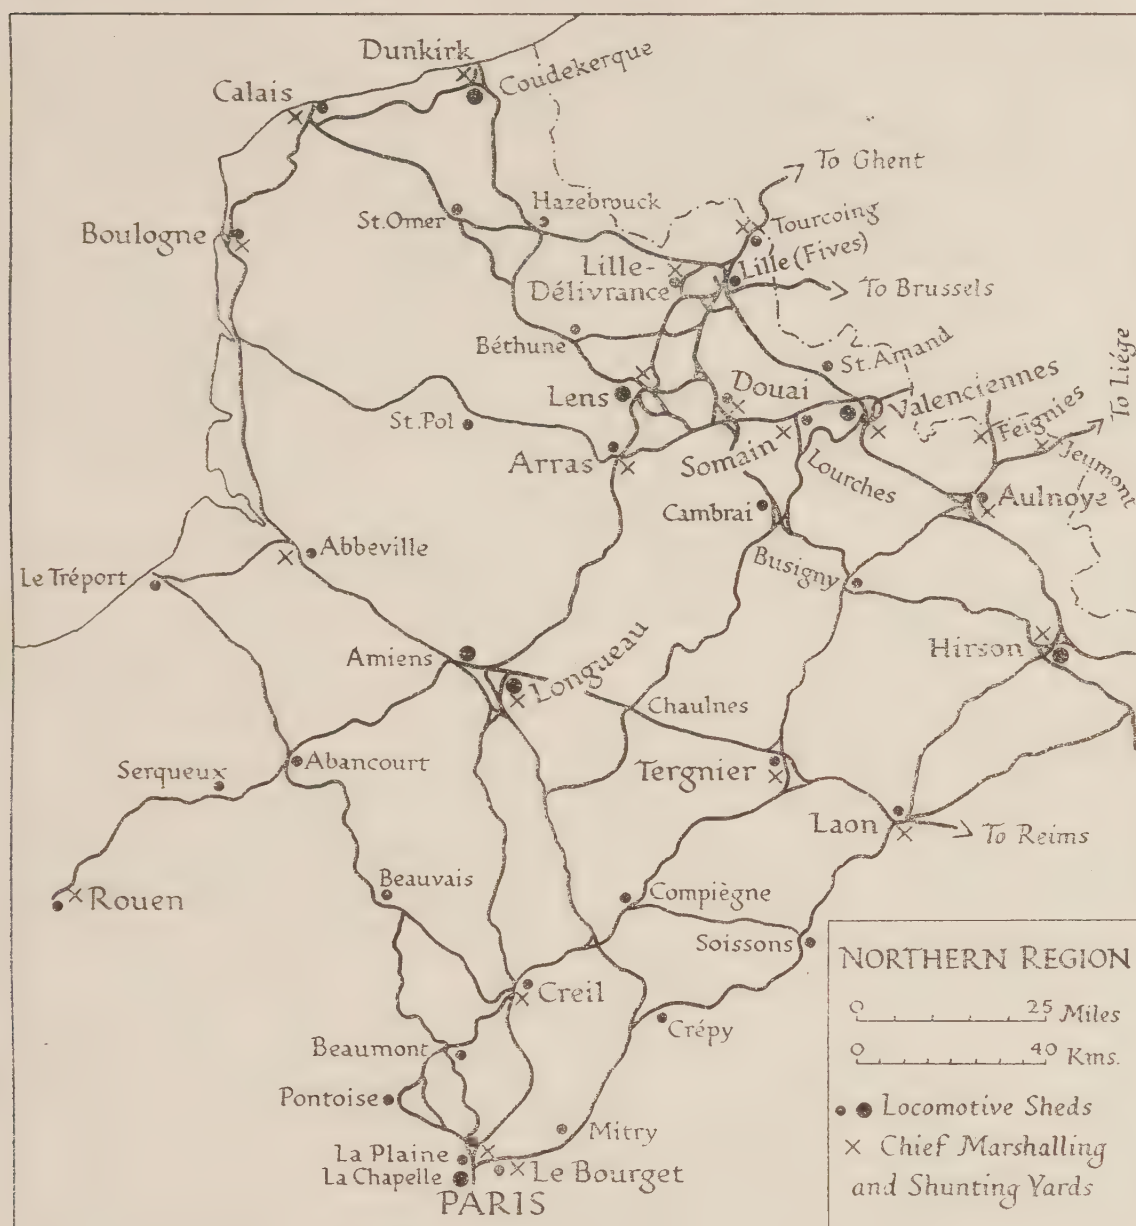 Dunkirk
Coudekerque
Calais
To Ghent
Hazebrouck
St.Omer
Tourcoing
Boulogne
Lille-
Délivrance
Lille (Fives)
To Brussels
Béthune
St.Amand
To Liége
Lens
Douai
Valenciennes
St.Pol
Feignies
Jeumont
Arras
Somain
Lourches
Aulnoye
Cambrai
Abbeville
Busigny
Le Tréport
Hirson
Amiens
Longueau
Chaulnes
Serqueux
Abancourt
Tergnier
Laon
To Reims
Rouen
Beauvais
Compiègne
Soissons
Creil
Crépy
Beaumont
Pontoise
Mitry
La Plaine
La Chapelle
Le Bourget
PARIS
NORTHERN REGION
0 25 Miles
0 40 Kms.
Locomotive Sheds
Chief Marshalling
and Shunting Yards